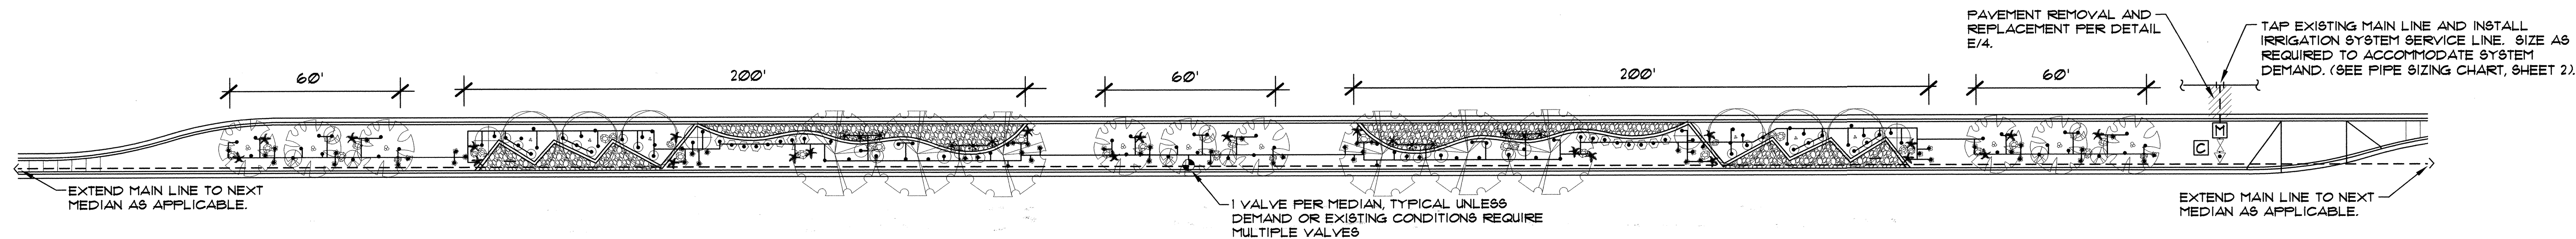 PAVEMENT REMOVAL AND
REPLACEMENT PER DETAIL
E/4.
TAP EXISTING MAIN LINE AND INSTALL
IRRIGATION SYSTEM SERVICE LINE. SIZE AS
REQUIRED TO ACCOMMODATE SYSTEM
DEMAND. (SEE PIPE SIZING CHART, SHEET 2).
60'
200'
60'
200'
60'
M
C
EXTEND MAIN LINE TO NEXT
MEDIAN AS APPLICABLE.
1 VALVE PER MEDIAN, TYPICAL UNLESS
DEMAND OR EXISTING CONDITIONS REQUIRE
MULTIPLE VALVES
EXTEND MAIN LINE TO NEXT
MEDIAN AS APPLICABLE.